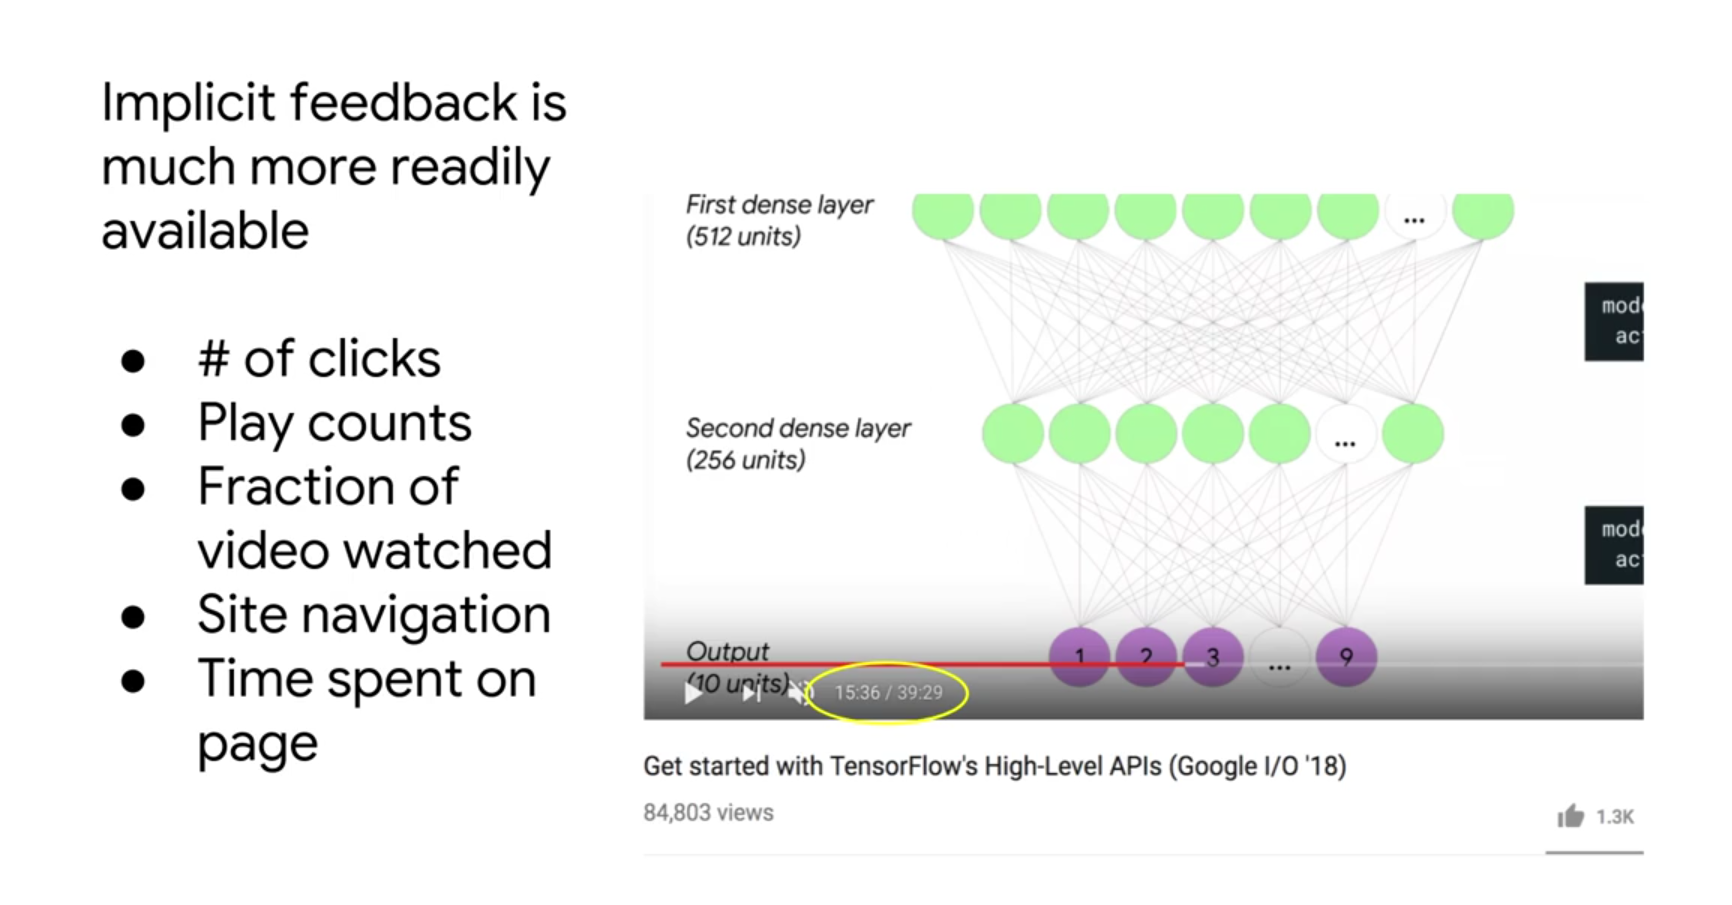 Implicit feedback is
much more readily
available
● # of clicks
● Play counts
● Fraction of
video watched
● Site navigation
● Time spent on
page
First dense layer
(512 units)
...
mod
ac
Second dense layer
(256 units)
...
mod
ac
Output
(10 units)
1 2 3 ... 9
15:36 / 39:29
Get started with TensorFlow's High-Level APIs (Google I/O '18)
84,803 views
1.3K